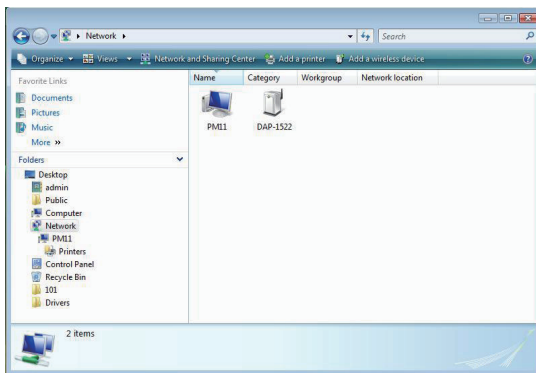 Network
Search
Organize Views Network and Sharing Center Add a printer Add a wireless device
Favorite Links
Documents
Pictures
Music
More »
Folders
Desktop
admin
Public
Computer
Network
PM11
Printers
Control Panel
Recycle Bin
101
Drivers
Name Category Workgroup Network location
PM11 DAP-1522
2 items